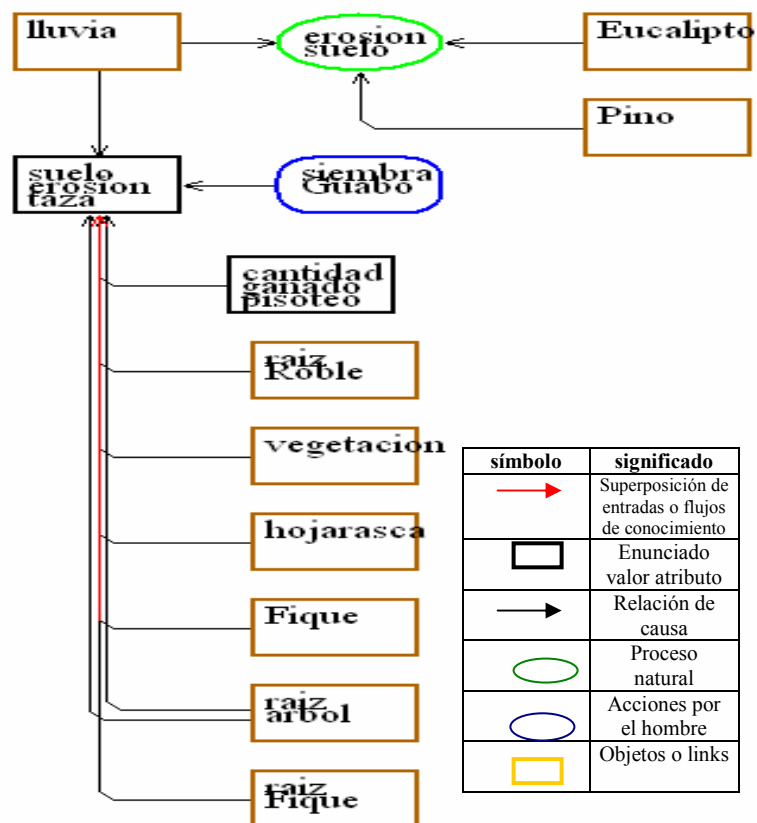 lluvia
erosion
suelo
Eucalipto
Pino
suelo
erosion
taza
siembra
Guabo
cantidad
ganado
pisoteo
raiz
Roble
vegetacion
hojarasca
Fique
raiz
arbol
raiz
Fique
símbolo significado
Superposición de
entradas o flujos
de conocimiento
Enunciado
valor atributo
Relación de
causa
Proceso
natural
Acciones por
el hombre
Objetos o links